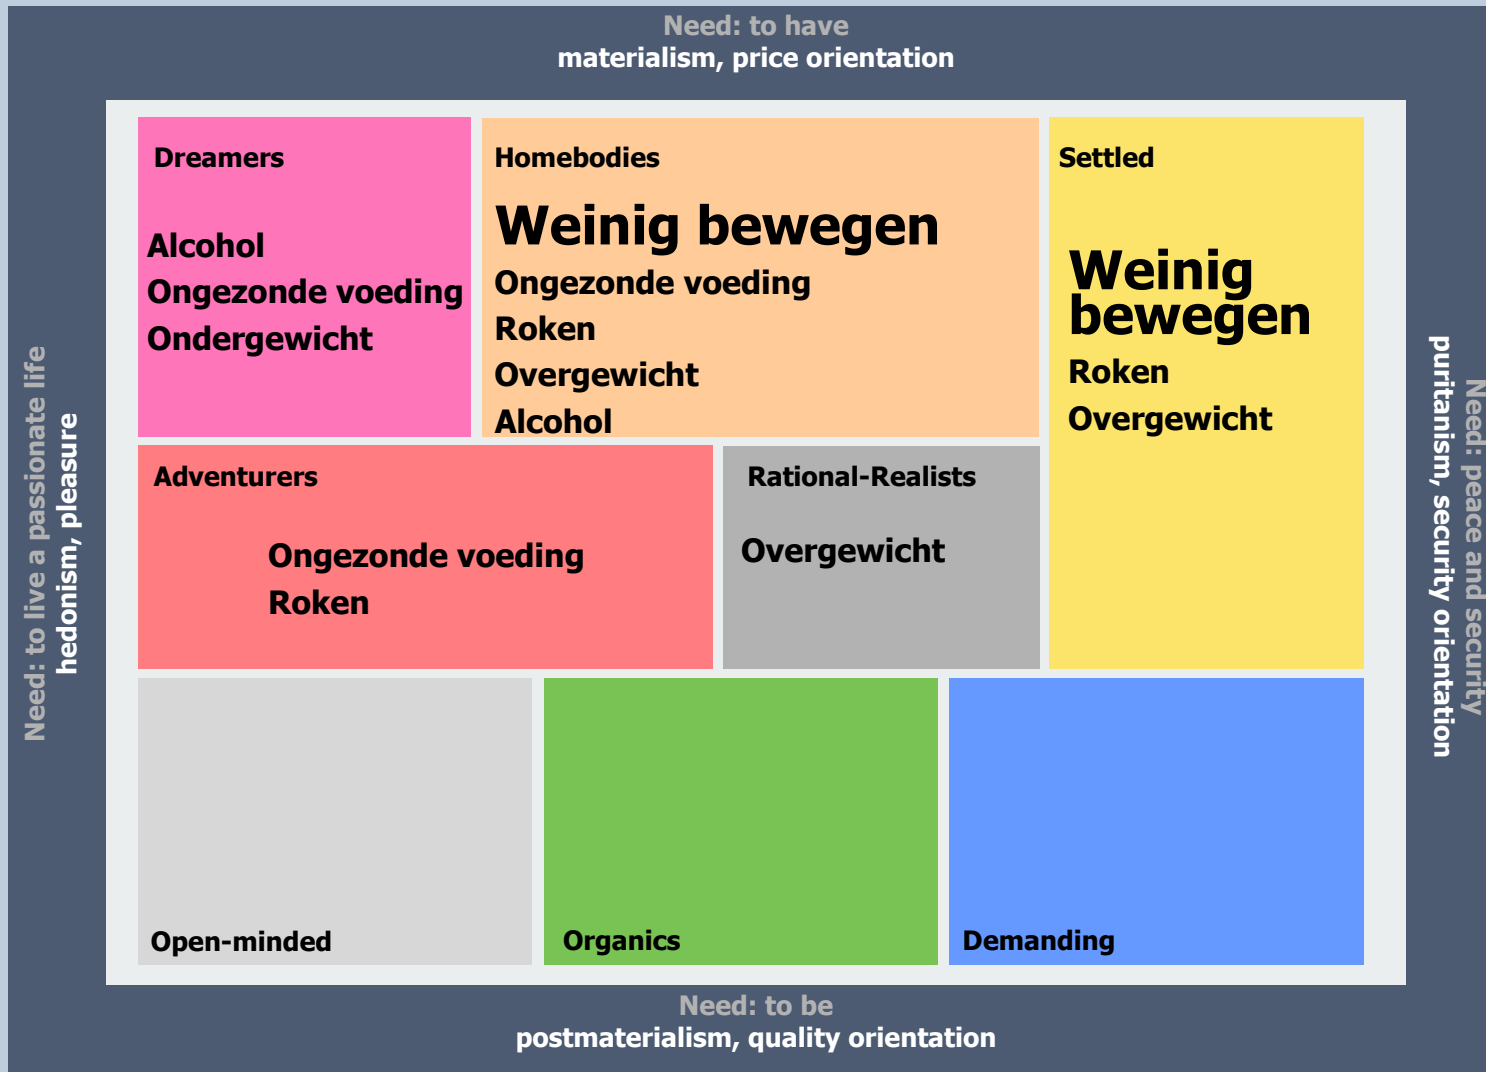 Need: to have
materialism, price orientation
Need: to live a passionate life
hedonism, pleasure
Dreamers
Alcohol
Ongezonde voeding
Ondergewicht
Homebodies
Weinig bewegen
Ongezonde voeding
Roken
Overgewicht
Alcohol
Settled
Weinig
bewegen
Roken
Overgewicht
Adventurers
Ongezonde voeding
Roken
Rational-Realists
Overgewicht
Open-minded
Organics
Demanding
Need: peace and security
puritanism, security orientation
Need: to be
postmaterialism, quality orientation